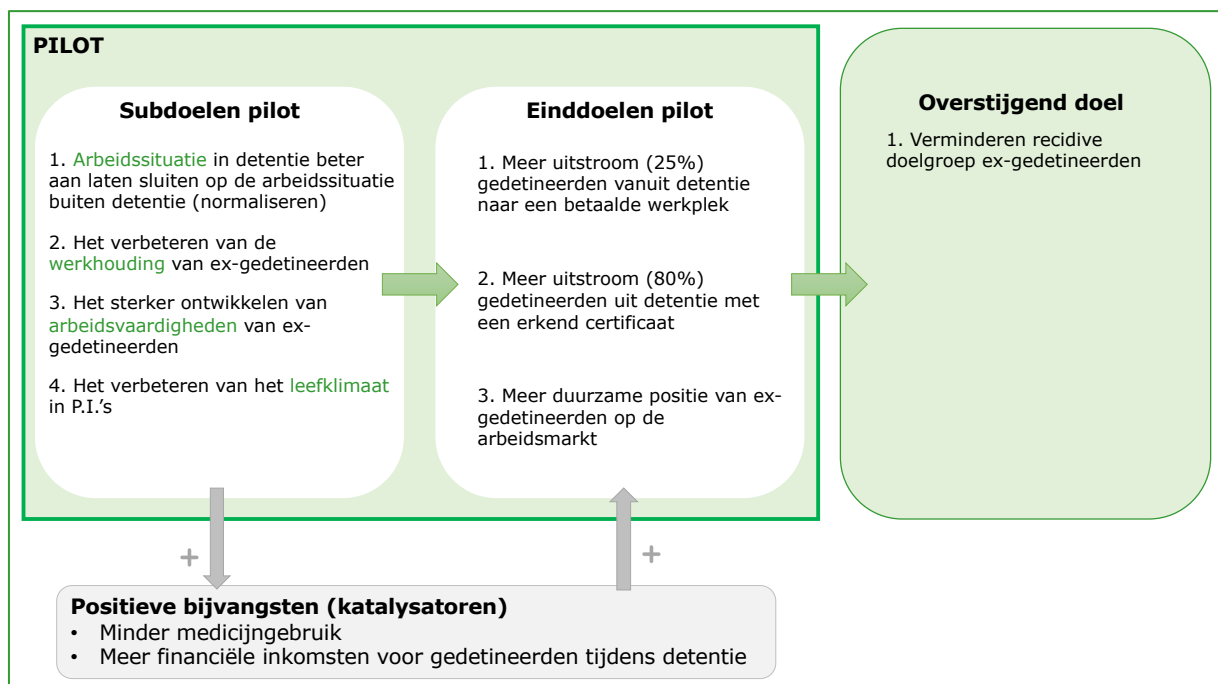 PILOT
Subdoelen pilot
1. Arbeidssituatie in detentie beter
aan laten sluiten op de arbeidssituatie
buiten detentie (normaliseren)
2. Het verbeteren van de
werkhouding van ex-gedetineerden
3. Het sterker ontwikkelen van
arbeidsvaardigheden van ex-
gedetineerden
4. Het verbeteren van het leefklimaat
in P.I.'s
Einddoelen pilot
1. Meer uitstroom (25%)
gedetineerden vanuit detentie
naar een betaalde werkplek
2. Meer uitstroom (80%)
gedetineerden uit detentie met
een erkend certificaat
3. Meer duurzame positie van ex-
gedetineerden op de
arbeidsmarkt
Overstijgend doel
1. Verminderen recidive
doelgroep ex-gedetineerden
+
+
Positieve bijvangsten (katalysatoren)
• Minder medicijngebruik
• Meer financiële inkomsten voor gedetineerden tijdens detentie